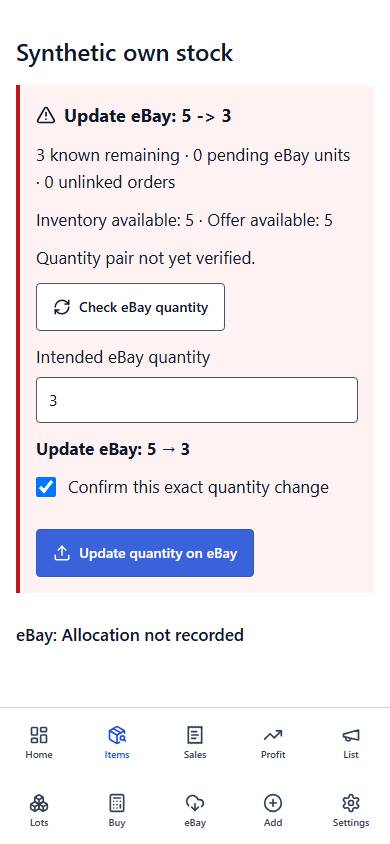 Synthetic own stock
Update eBay: 5 -> 3
3 known remaining · 0 pending eBay units
· 0 unlinked orders
Inventory available: 5 · Offer available: 5
Quantity pair not yet verified.
Check eBay quantity
Intended eBay quantity
3
Update eBay: 5 → 3
Confirm this exact quantity change
Update quantity on eBay
eBay: Allocation not recorded
Home Items Sales Profit List
Lots Buy eBay Add Settings